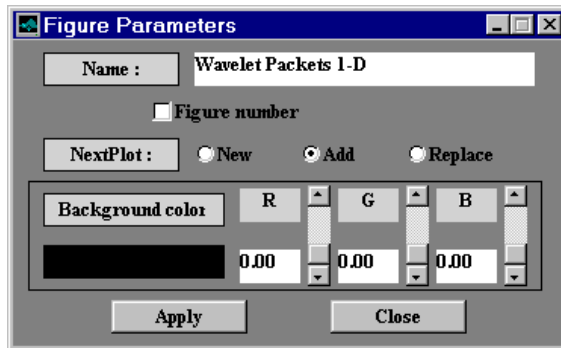 Figure Parameters
Name : Wavelet Packets 1-D
Figure number
NextPlot : New Add Replace
Background color R G B
0.00 0.00 0.00
Apply Close